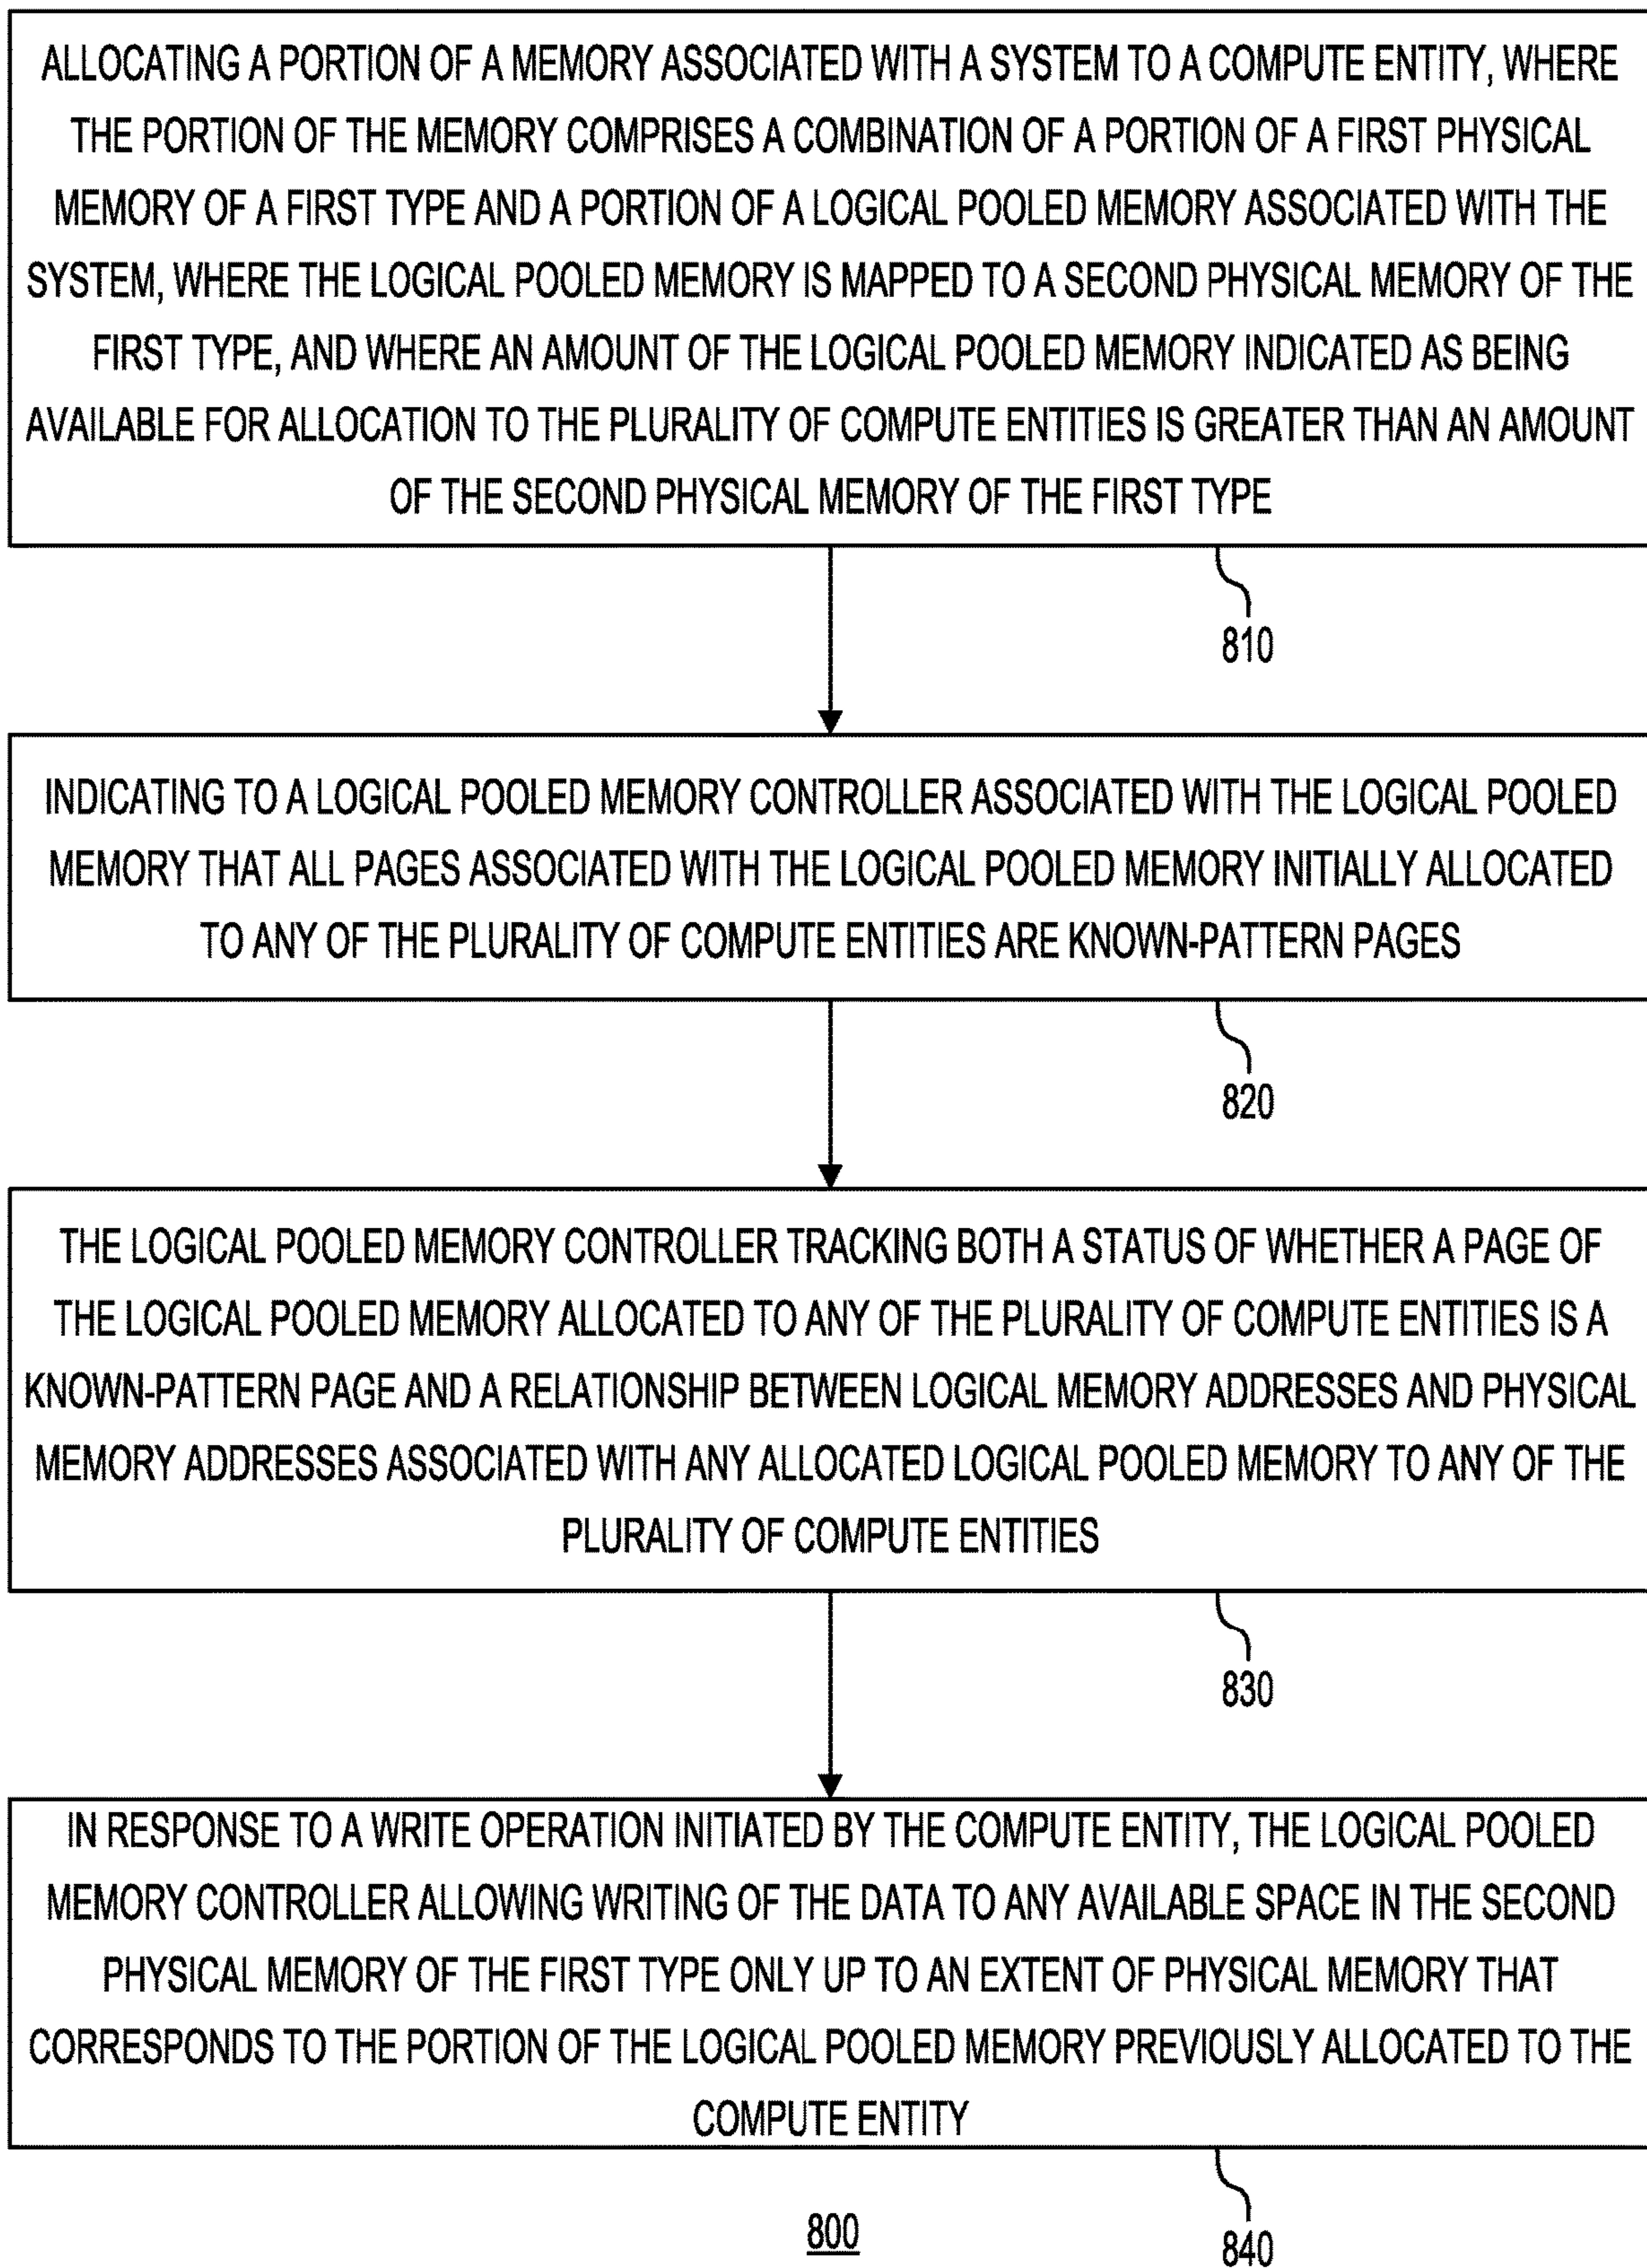 ALLOCATING A PORTION OF A MEMORY ASSOCIATED WITH A SYSTEM TO A COMPUTE ENTITY, WHERE
THE PORTION OF THE MEMORY COMPRISES A COMBINATION OF A PORTION OF A FIRST PHYSICAL
MEMORY OF A FIRST TYPE AND A PORTION OF A LOGICAL POOLED MEMORY ASSOCIATED WITH THE
SYSTEM, WHERE THE LOGICAL POOLED MEMORY IS MAPPED TO A SECOND PHYSICAL MEMORY OF THE
FIRST TYPE, AND WHERE AN AMOUNT OF THE LOGICAL POOLED MEMORY INDICATED AS BEING
AVAILABLE FOR ALLOCATION TO THE PLURALITY OF COMPUTE ENTITIES IS GREATER THAN AN AMOUNT
OF THE SECOND PHYSICAL MEMORY OF THE FIRST TYPE
810
INDICATING TO A LOGICAL POOLED MEMORY CONTROLLER ASSOCIATED WITH THE LOGICAL POOLED
MEMORY THAT ALL PAGES ASSOCIATED WITH THE LOGICAL POOLED MEMORY INITIALLY ALLOCATED
TO ANY OF THE PLURALITY OF COMPUTE ENTITIES ARE KNOWN-PATTERN PAGES
820
THE LOGICAL POOLED MEMORY CONTROLLER TRACKING BOTH A STATUS OF WHETHER A PAGE OF
THE LOGICAL POOLED MEMORY ALLOCATED TO ANY OF THE PLURALITY OF COMPUTE ENTITIES IS A
KNOWN-PATTERN PAGE AND A RELATIONSHIP BETWEEN LOGICAL MEMORY ADDRESSES AND PHYSICAL
MEMORY ADDRESSES ASSOCIATED WITH ANY ALLOCATED LOGICAL POOLED MEMORY TO ANY OF THE
PLURALITY OF COMPUTE ENTITIES
830
IN RESPONSE TO A WRITE OPERATION INITIATED BY THE COMPUTE ENTITY, THE LOGICAL POOLED
MEMORY CONTROLLER ALLOWING WRITING OF THE DATA TO ANY AVAILABLE SPACE IN THE SECOND
PHYSICAL MEMORY OF THE FIRST TYPE ONLY UP TO AN EXTENT OF PHYSICAL MEMORY THAT
CORRESPONDS TO THE PORTION OF THE LOGICAL POOLED MEMORY PREVIOUSLY ALLOCATED TO THE
COMPUTE ENTITY
800
840